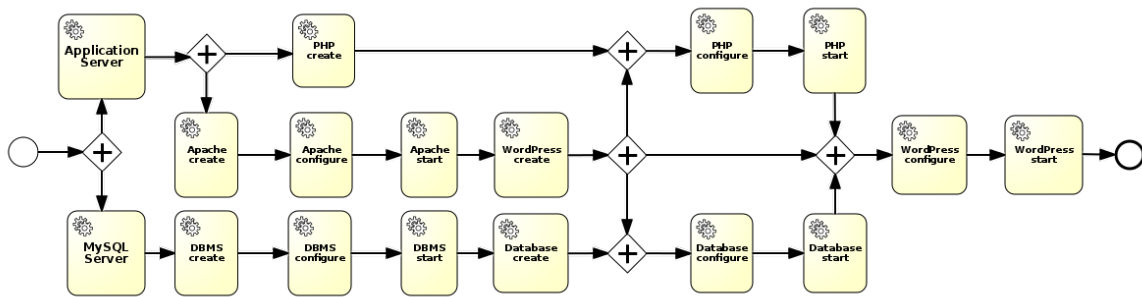 Application
Server
PHP
create
PHP
configure
PHP
start
Apache
create
Apache
configure
Apache
start
WordPress
create
WordPress
configure
WordPress
start
MySQL
Server
DBMS
create
DBMS
configure
DBMS
start
Database
create
Database
configure
Database
start